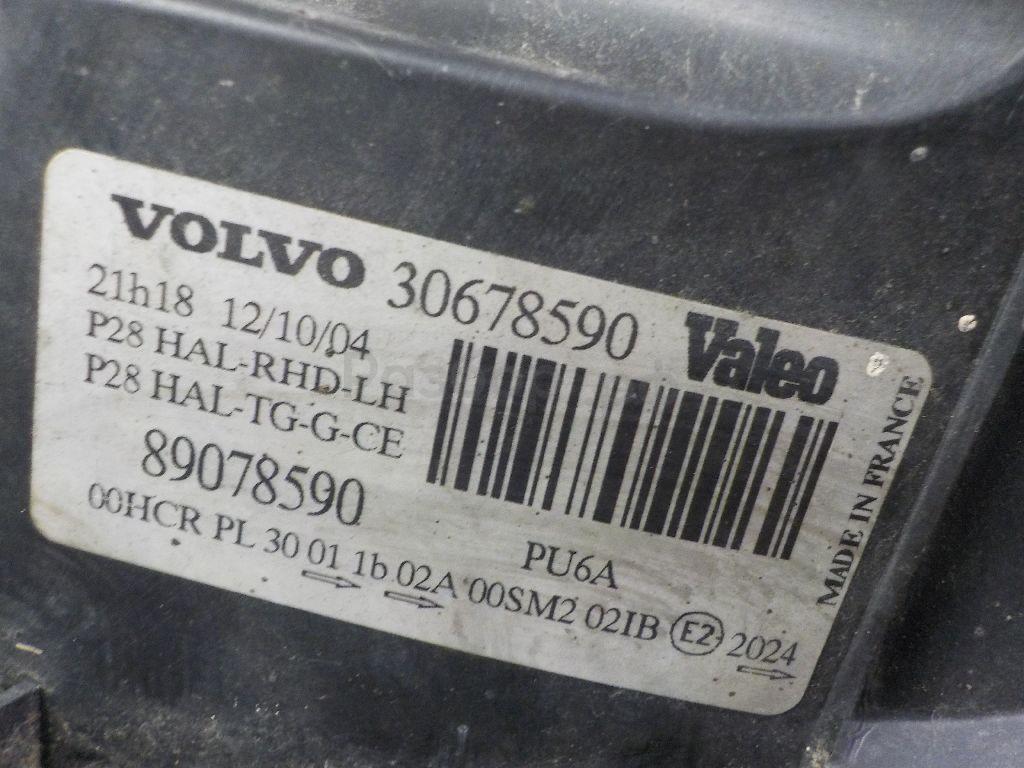 VOLVO 30678590 Valeo
21h18 12/10/04
P28 HAL-RHD-LH
P28 HAL-TG-G-CE
89078590
PU6A
00HCR PL 30 01 1b 02A 00SM2 02IB E2 2024
MADE IN FRANCE